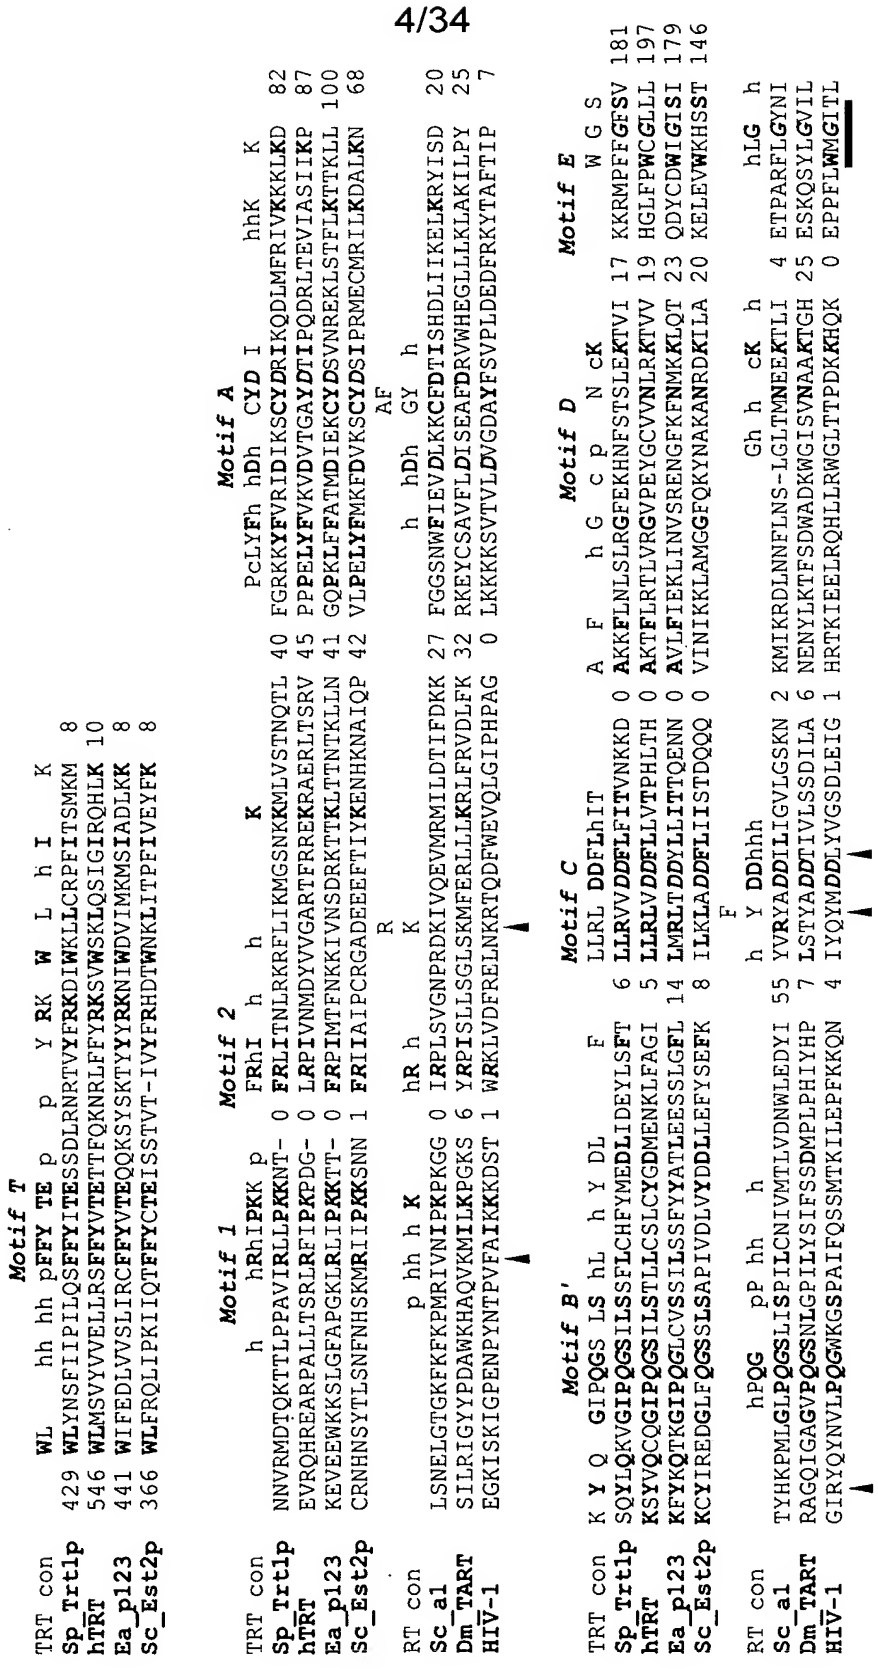 4/34
Motif T
TRT con WL hh hh pFFY TE p p Y RK W L h I K
Sp_Trt1p 429 WLYNSFIIPILQSFFYITESSDLRNRTVYFRKDIWKLLCRPFITSMKM 8
hTRT 546 WLMSVYVVELLRSFFYVTETTFQKNRLFFYRKSVWSKLQSIGIRQHLK 10
Ea_p123 441 WIFEDLVVSLIRCFFYVTEQQKSYSKTYYYRKNIWDVIMKMSIADLKK 8
Sc_Est2p 366 WLFRQLIPKIIQTFFYCTEISSTVT-IVYFRHDTWNKLITPFIVEYFK 8
Motif 1 Motif 2 Motif A
TRT con h hRhIPKK p FRhI h h K PcLYFh hDh CYD I hhK K
Sp_Trt1p NNVRMDTQKTTLPPAVIRLLPKKNT- 0 FRLITNLRKRFLIKMGSNKKMLVSTNQTL 40 FGRKKYFVRIDIKSCYDRIKQDLMFRIVKKKLKD 82
hTRT EVRQHREARPALLTSRLRFIPKPDG- 0 LRPIVNMDYVVGARTFRREKRAERLTSRV 45 PPPELYFVKVDVTGAYDTIPQDRLTEVIASIIKP 87
Ea_p123 KEVEEWKKSLGFAPGKLRLIPKKTT- 0 FRPIMTFNKKIVNSDRKTTKLTTNTKLLN 41 GQPKLFFATMDIEKCYDSVNREKLSTFLKTTKLL 100
Sc_Est2p CRNHNSYTLSNFNHSKMRIIPKKSNN 1 FRIIAIPCRGADEEEFTIYKENHKNAIQP 42 VLPELYFMKFDVKSCYDSIPRMECMRILKDALKN 68
R AF
RT con p hh h K hR h K h hDh GY h
Sc_a1 LSNELGTGKFKFKPMRIVNIPKPKGG 0 IRPLSVGNPRDKIVQEVMRMILDTIFDKK 27 FGGSNWFIEVDLKKCFDTISHDLIIKELKRYISD 20
Dm_TART SILRIGYYPDAWKHAQVKMILKPGKS 6 YRPISLLSGLSKMFERLLLKRLFRVDLFK 32 RKEYCSAVFLDISEAFDRVWHEGLLLKLAKILPY 25
HIV-1 EGKISKIGPENPYNTPVFAIKKKDST 1 WRKLVDFRELNKRTQDFWEVQLGIPHPAG 0 LKKKKSVTVLDVGDAYFSVPLDEDFRKYTAFTIP 7
Motif B' Motif C Motif D Motif E
TRT con K Y Q GIPQGS LS hL h Y DL F LLRL DDFLhIT A F h G c p N cK W G S
Sp_Trt1p SQYLQKVGIPQGSILSSFLCHFYMEDLIDEYLSFT 6 LLRVVDDFLFITVNKKD 0 AKKFLNLSLRGFEKHNFSTSLEKTVI 17 KKRMPFFGFSV 181
hTRT KSYVQCQGIPQGSILSTLLCSLCYGDMENKLFAGI 5 LLRLVDDFLLVTPHLTH 0 AKTFLRTLVRGVPEYGCVVNLRKTVV 19 HGLFPWCGLLL 197
Ea_p123 KFYKQTKGIPQGLCVSSILSSFYYATLEESSLGFL 14 LMRLTDDYLLITTQENN 0 AVLFIEKLINVSRENGFKFNMKKLQT 23 QDYCDWIGISI 179
Sc_Est2p KCYIREDGLFQGSSLSAPIVDLVYDDLLEFYSEFK 8 ILKLADDFLIISTDQQQ 0 VINIKKLAMGGFQKYNAKANRDKILA 20 KELEVWKHSST 146
F
RT con hPQG pP hh h h Y DDhhh Gh h cK h hLG h
Sc_a1 TYHKPMLGLPQGSLISPILCNIVMTLVDNWLEDYI 55 YVRYADDILIGVLGSKN 2 KMIKRDLNNFLNS-LGLTMNEEKTLI 4 ETPARFLGYNI
Dm_TART RAGQIGAGVPQGSNLGPILYSIFSSDMPLPHIYHP 7 LSTYADDTIVLSSDILA 6 NENYLKTFSDWADKWGISVNAAKTGH 25 ESKQSYLGVIL
HIV-1 GIRYQYNVLPQGWKGSPAIFQSSMTKILEPFKKQN 4 IYQYMDDLYVGSDLEIG 1 HRTKIEELRQHLLRWGLTTPDKKHQK 0 EPPFLWMGITL